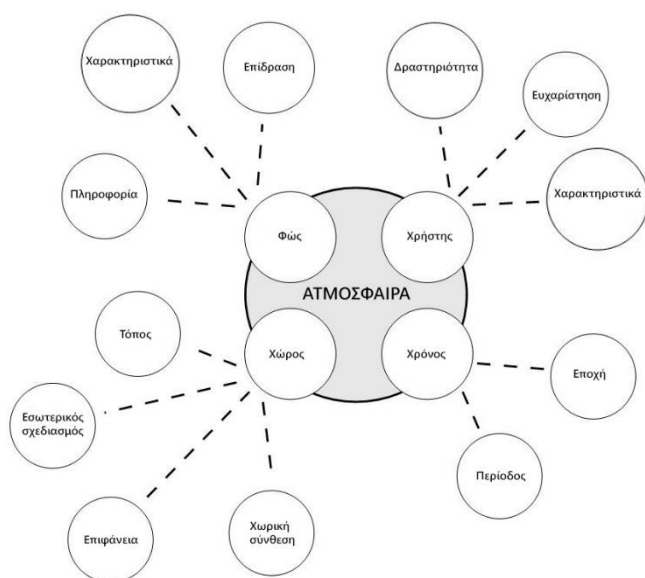 Χαρακτηριστικά
Επίδραση
Δραστηριότητα
Ευχαρίστηση
Πληροφορία
Χαρακτηριστικά
Φώς
Χρήστης
ΑΤΜΟΣΦΑΙΡΑ
Τόπος
Χώρος
Χρόνος
Εποχή
Εσωτερικός
σχεδιασμός
Περίοδος
Επιφάνεια
Χωρική
σύνθεση